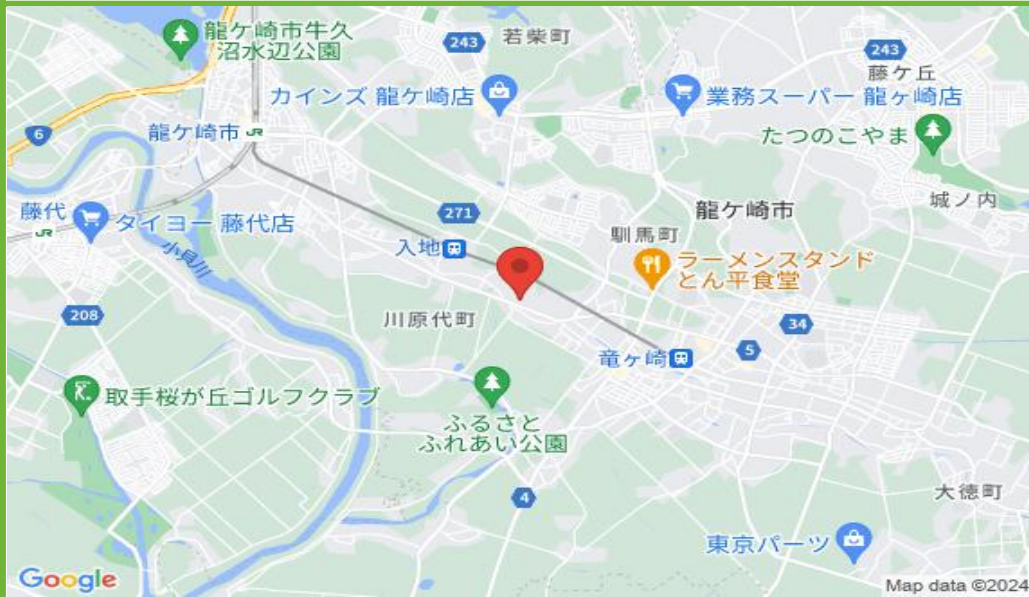 龍ケ崎市牛久
沼水辺公園
243
若柴町
243
藤ケ丘
カインズ 龍ケ崎店
業務スーパー 龍ヶ崎店
6
龍ケ崎市 JR
たつのこやま
藤代
JR
タイヨー 藤代店
271
龍ケ崎市
城ノ内
小貝川
入地
馴馬町
ラーメンスタンド
とん平食堂
208
川原代町
34
竜ヶ崎
5
取手桜が丘ゴルフクラブ
ふるさと
ふれあい公園
4
大徳町
東京パーツ
Google
Map data ©2024